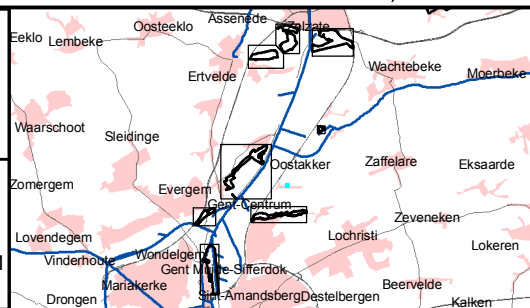 Assenede
Oosteeklo
Zelzate
Eeklo
Lembeke
Wachtebeke
Ertvelde
Moerbeke
Waarschoot
Sleidinge
Oostakker
Zaffelare
Eksaarde
Zomergem
Evergem
Gent-Centrum
Zeveneken
Lovendegem
Lochristi
Lokeren
Wondelgem
Vinderhoute
Gent Muide-Sifferdok
Mariakerke
Beervelde
Drongen
Sint-Amandsberg
Destelbergen
Kalken